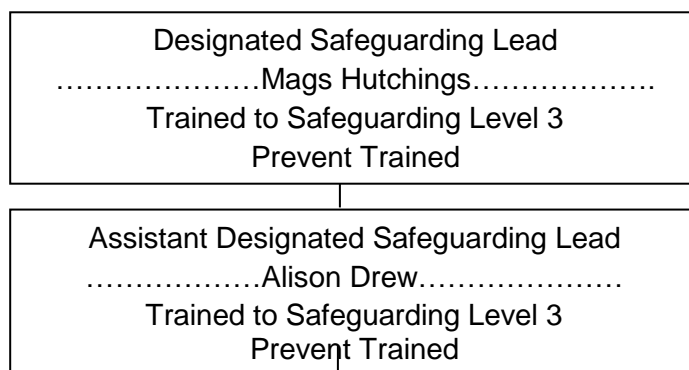 Designated Safeguarding Lead
…………………Mags Hutchings……………….
Trained to Safeguarding Level 3
Prevent Trained
Assistant Designated Safeguarding Lead
………………Alison Drew…………………
Trained to Safeguarding Level 3
Prevent Trained